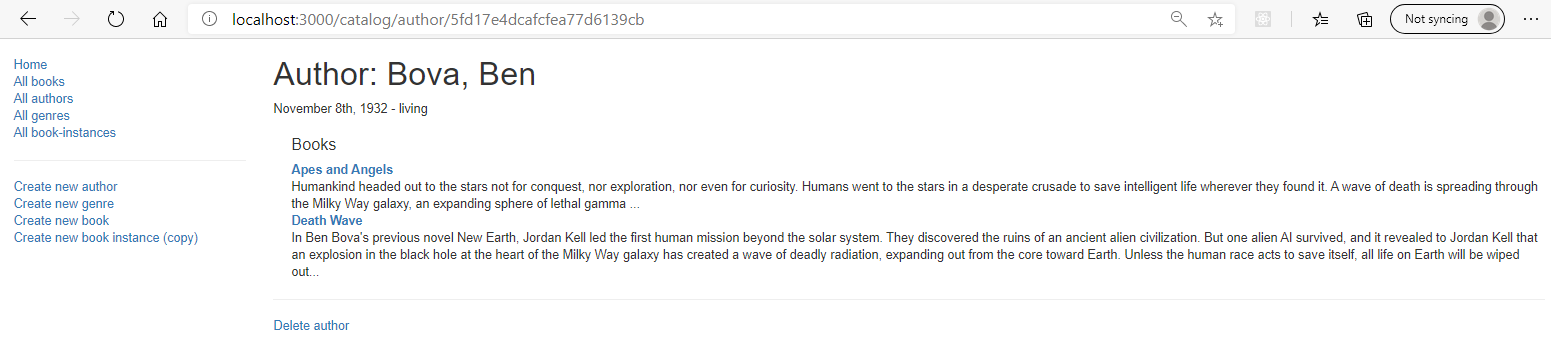 localhost:3000/catalog/author/5fd17e4dcafcfea77d6139cb
Not syncing
Home
All books
All authors
All genres
All book-instances
Create new author
Create new genre
Create new book
Create new book instance (copy)
Author: Bova, Ben
November 8th, 1932 - living
Books
Apes and Angels
Humankind headed out to the stars not for conquest, nor exploration, nor even for curiosity. Humans went to the stars in a desperate crusade to save intelligent life wherever they found it. A wave of death is spreading through
the Milky Way galaxy, an expanding sphere of lethal gamma ...
Death Wave
In Ben Bova's previous novel New Earth, Jordan Kell led the first human mission beyond the solar system. They discovered the ruins of an ancient alien civilization. But one alien AI survived, and it revealed to Jordan Kell that
an explosion in the black hole at the heart of the Milky Way galaxy has created a wave of deadly radiation, expanding out from the core toward Earth. Unless the human race acts to save itself, all life on Earth will be wiped
out...
Delete author